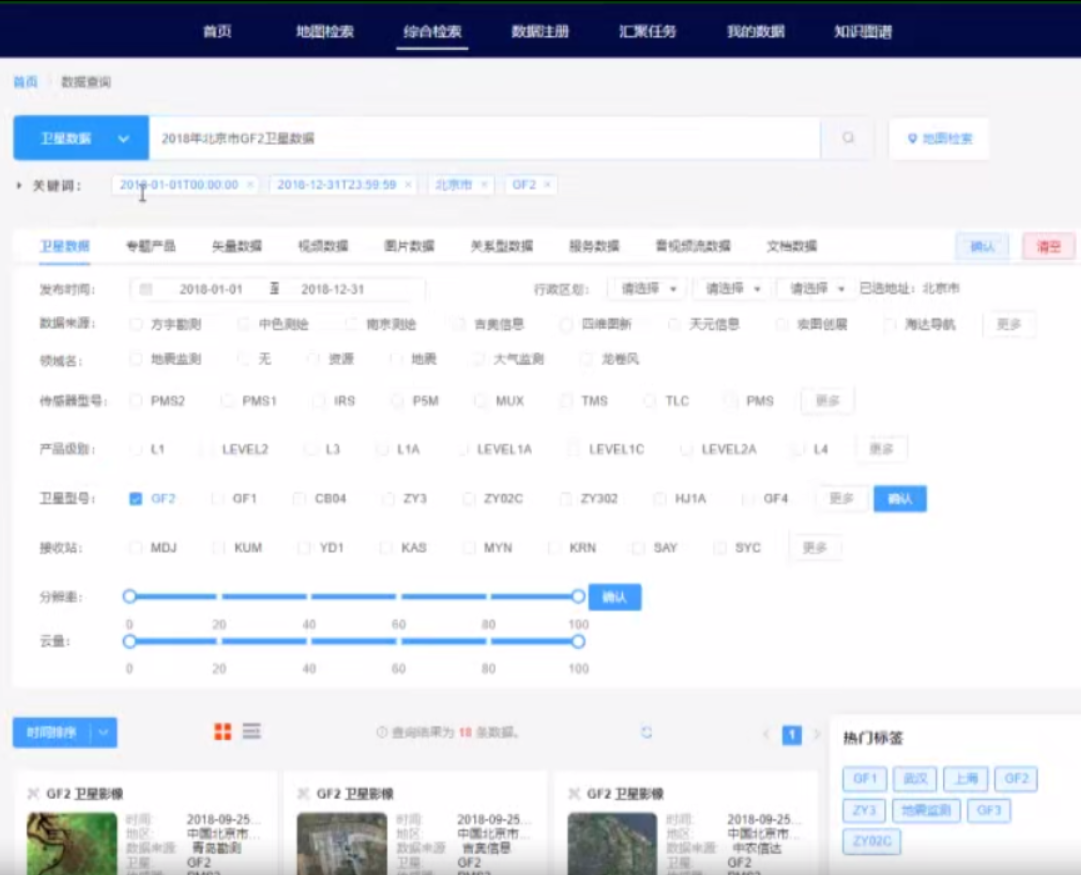 首页 地图检索 综合检索 数据注册 汇聚任务 我的数据 知识图谱
首页 数据查询
卫星数据 2018年北京市GF2卫星数据 地图检索
关键词： 2018-01-01T00:00:00 × 2018-12-31T23:59:59 × 北京市 × GF2 ×
卫星数据 专题产品 矢量数据 视频数据 图片数据 关系型数据 服务数据 音视频流数据 文档数据 确认 清空
发布时间： 2018-01-01 至 2018-12-31 行政区划： 请选择 请选择 请选择 已选地址：北京市
数据来源： 方宇勘测 中色测绘 南京测绘 吉奥信息 四维图新 天元信息 海达导航 更多
领域名： 地震监测 无 资源 地震 大气监测 龙卷风
传感器型号： PMS2 PMS1 IRS P5M MUX TMS TLC PMS 更多
产品级别： L1 LEVEL2 L3 L1A LEVEL1A LEVEL1C LEVEL2A L4 更多
卫星型号： GF2 GF1 CB04 ZY3 ZY02C ZY302 HJ1A GF4 更多 确认
接收站： MDJ KUM YD1 KAS MYN KRN SAY SYC 更多
分辨率： 确认
0 20 40 60 80 100
云量：
0 20 40 60 80 100
时间排序 查询结果为 18 条数据。 1
热门标签
GF1 武汉 上海 GF2
ZY3 地震监测 GF3
ZY02C
GF2 卫星影像
时间： 2018-09-25...
地区： 中国北京市...
数据来源： 青岛勘测
卫星： GF2
PMS2
GF2 卫星影像
时间： 2018-09-25...
地区： 中国北京市...
数据来源： 吉奥信息
卫星： GF2
GF2 卫星影像
时间： 2018-09-25...
地区： 中国北京市...
数据来源： 中农信达
卫星： GF2